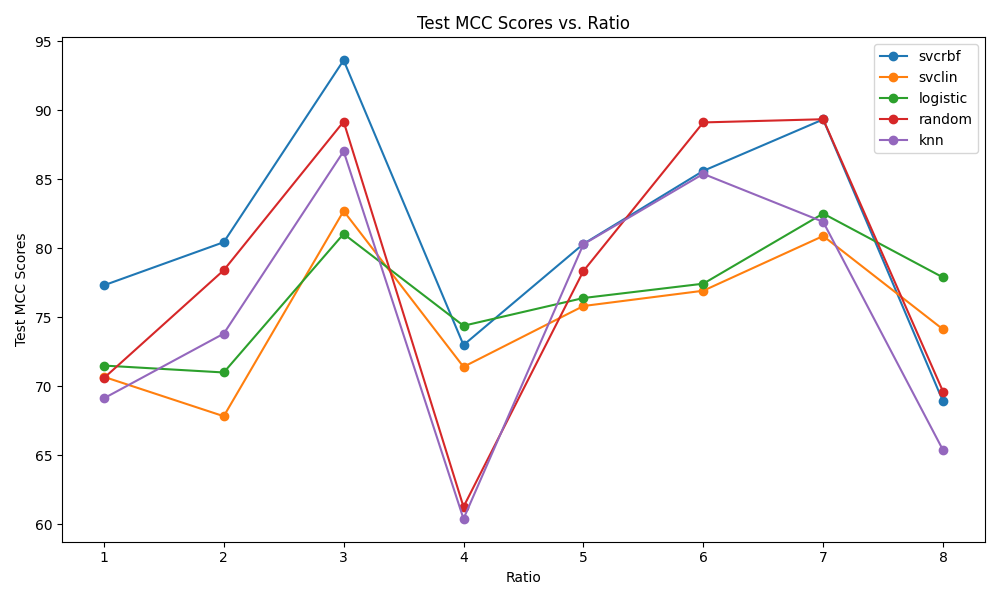 Test MCC Scores vs. Ratio
svcrbf
svclin
logistic
random
knn
Test MCC Scores
95
90
85
80
75
70
65
60
1 2 3 4 5 6 7 8
Ratio